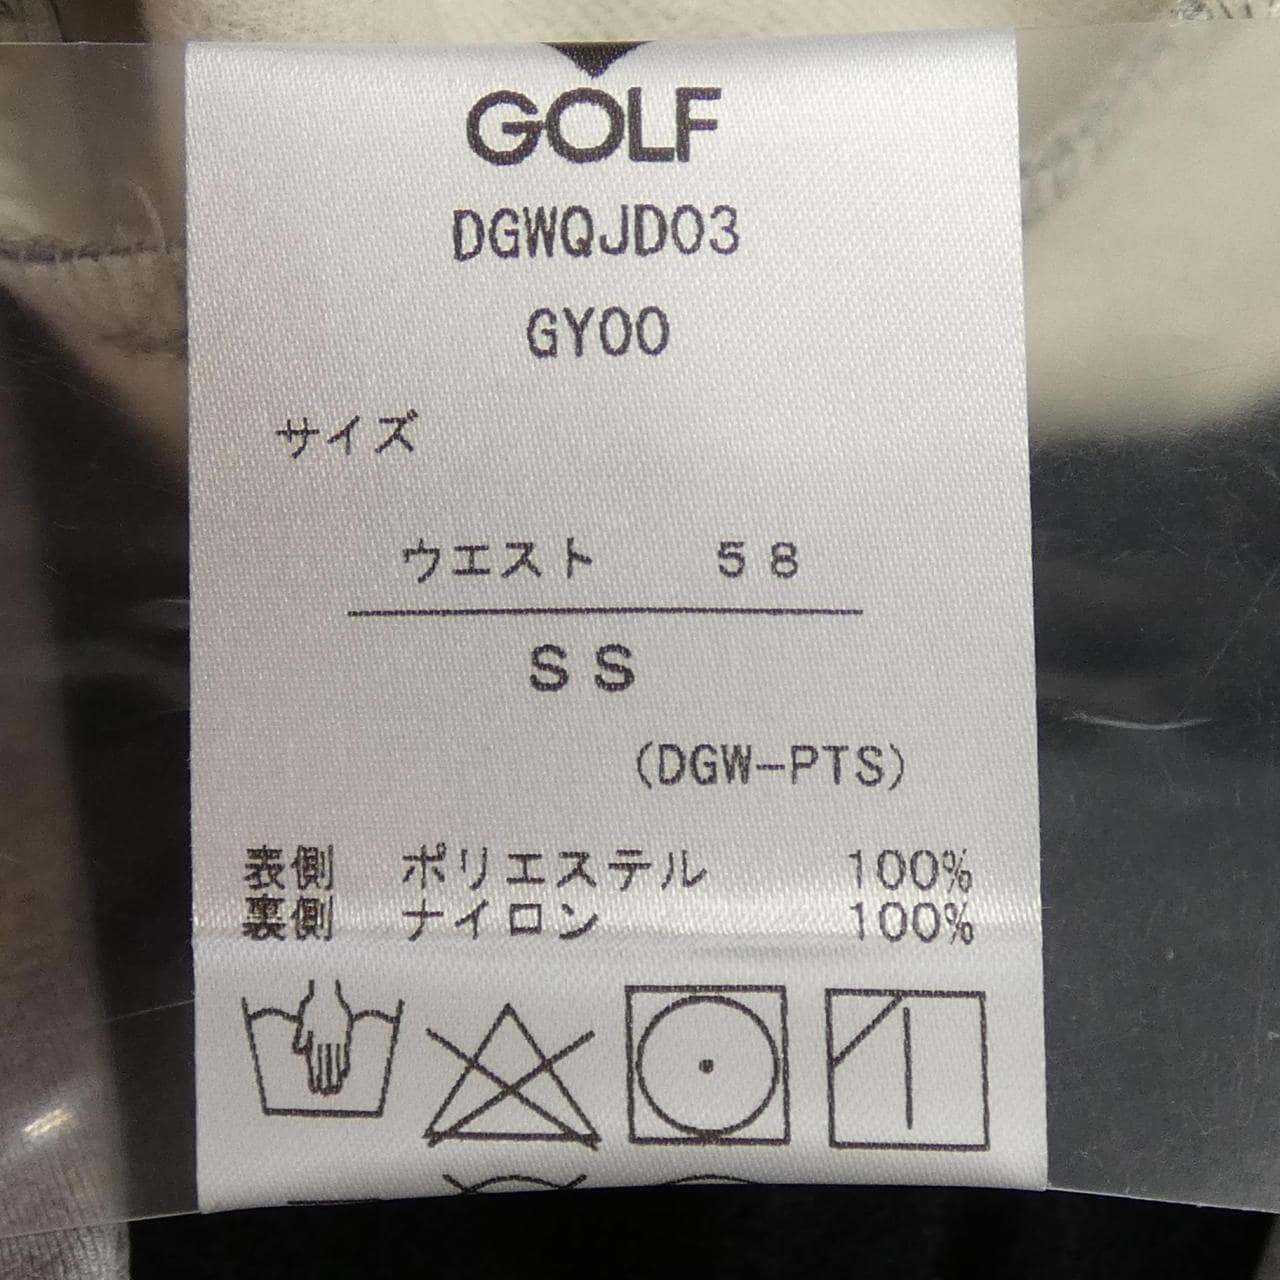 GOLF
DGWQJD03
GY00
サイズ
ウエスト 58
SS
(DGW-PTS)
表側 ポリエステル 100%
裏側 ナイロン 100%